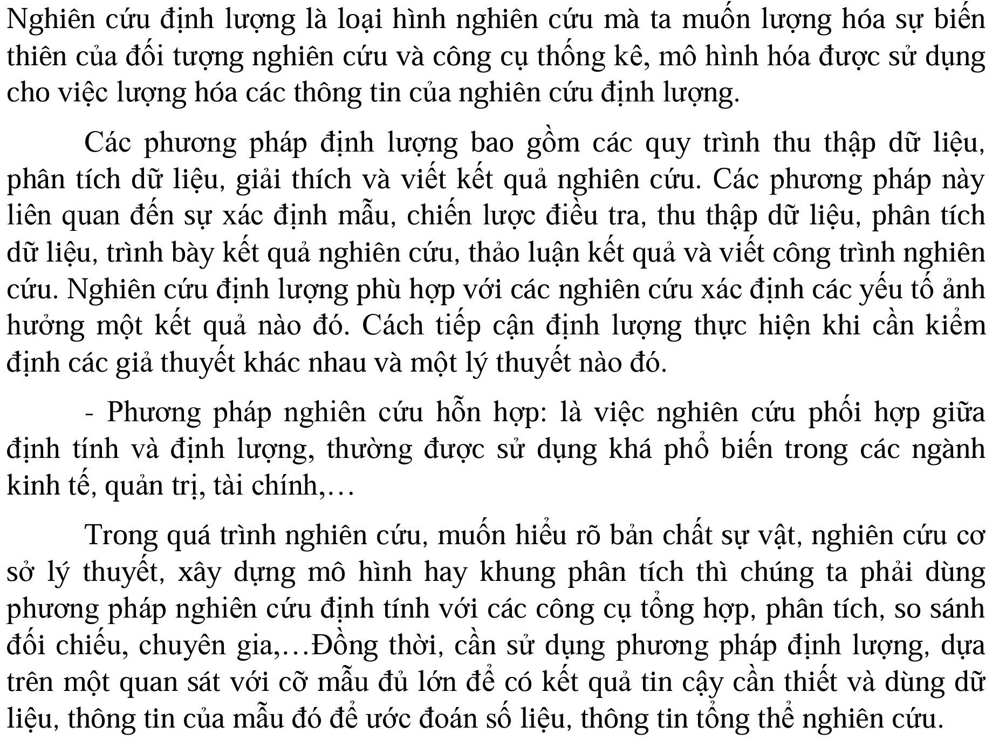 Nghiên cứu định lượng là loại hình nghiên cứu mà ta muốn lượng hóa sự biến
thiên của đối tượng nghiên cứu và công cụ thống kê, mô hình hóa được sử dụng
cho việc lượng hóa các thông tin của nghiên cứu định lượng.
Các phương pháp định lượng bao gồm các quy trình thu thập dữ liệu,
phân tích dữ liệu, giải thích và viết kết quả nghiên cứu. Các phương pháp này
liên quan đến sự xác định mẫu, chiến lược điều tra, thu thập dữ liệu, phân tích
dữ liệu, trình bày kết quả nghiên cứu, thảo luận kết quả và viết công trình nghiên
cứu. Nghiên cứu định lượng phù hợp với các nghiên cứu xác định các yếu tố ảnh
hưởng một kết quả nào đó. Cách tiếp cận định lượng thực hiện khi cần kiểm
định các giả thuyết khác nhau và một lý thuyết nào đó.
- Phương pháp nghiên cứu hỗn hợp: là việc nghiên cứu phối hợp giữa
định tính và định lượng, thường được sử dụng khá phổ biến trong các ngành
kinh tế, quản trị, tài chính,…
Trong quá trình nghiên cứu, muốn hiểu rõ bản chất sự vật, nghiên cứu cơ
sở lý thuyết, xây dựng mô hình hay khung phân tích thì chúng ta phải dùng
phương pháp nghiên cứu định tính với các công cụ tổng hợp, phân tích, so sánh
đối chiếu, chuyên gia,…Đồng thời, cần sử dụng phương pháp định lượng, dựa
trên một quan sát với cỡ mẫu đủ lớn để có kết quả tin cậy cần thiết và dùng dữ
liệu, thông tin của mẫu đó để ước đoán số liệu, thông tin tổng thể nghiên cứu.